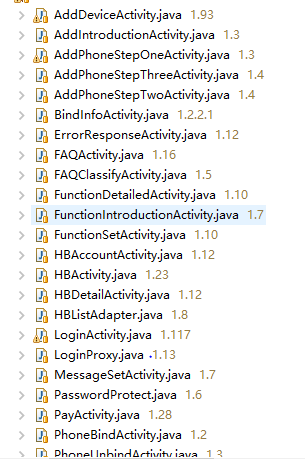 AddDeviceActivity.java 1.93
AddIntroductionActivity.java 1.3
AddPhoneStepOneActivity.java 1.3
AddPhoneStepThreeActivity.java 1.4
AddPhoneStepTwoActivity.java 1.4
BindInfoActivity.java 1.2.2.1
ErrorResponseActivity.java 1.12
FAQActivity.java 1.16
FAQClassifyActivity.java 1.5
FunctionDetailedActivity.java 1.10
FunctionIntroductionActivity.java 1.7
FunctionSetActivity.java 1.10
HBAccountActivity.java 1.12
HBActivity.java 1.23
HBDetailActivity.java 1.12
HBListAdapter.java 1.8
LoginActivity.java 1.117
LoginProxy.java 1.13
MessageSetActivity.java 1.7
PasswordProtect.java 1.6
PayActivity.java 1.28
PhoneBindActivity.java 1.2
PhoneUnbindActivity.java 1.3